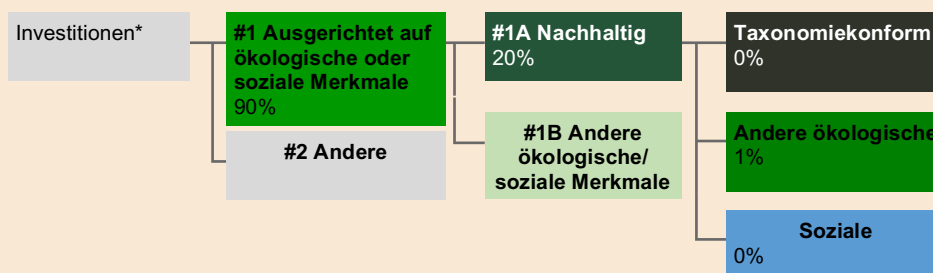 Investitionen*
#1 Ausgerichtet auf
ökologische oder
soziale Merkmale
90%
#2 Andere
#1A Nachhaltig
20%
#1B Andere
ökologische/
soziale Merkmale
Taxonomiekonform
0%
Andere ökologische
1%
Soziale
0%